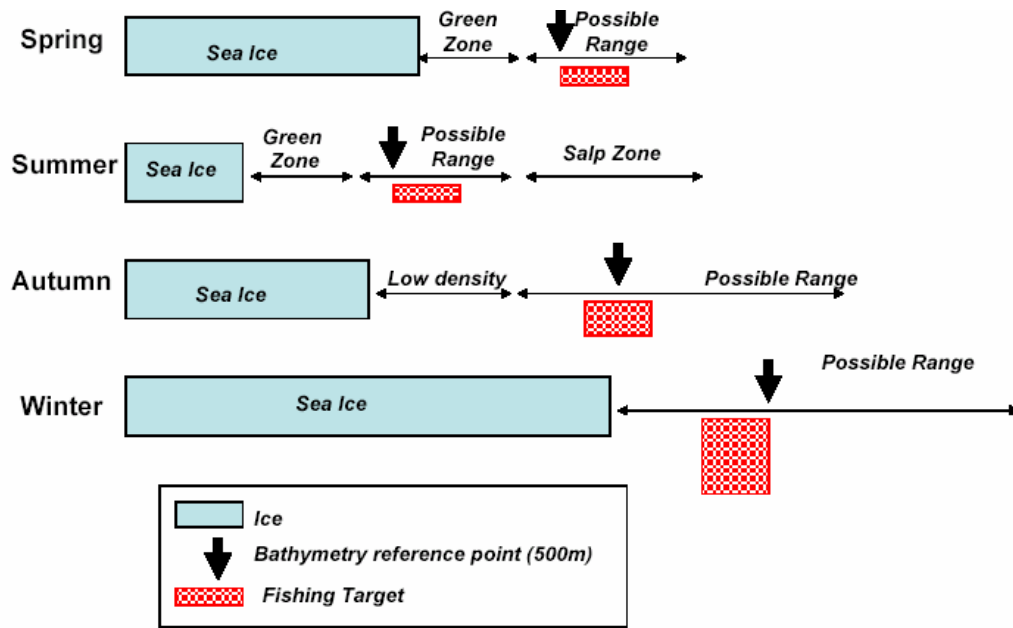 Spring
Sea Ice
Green
Zone
Possible
Range
Summer
Sea Ice
Green
Zone
Possible
Range
Salp Zone
Autumn
Sea Ice
Low density
Possible Range
Winter
Sea Ice
Possible Range
Ice
Bathymetry reference point (500m)
Fishing Target